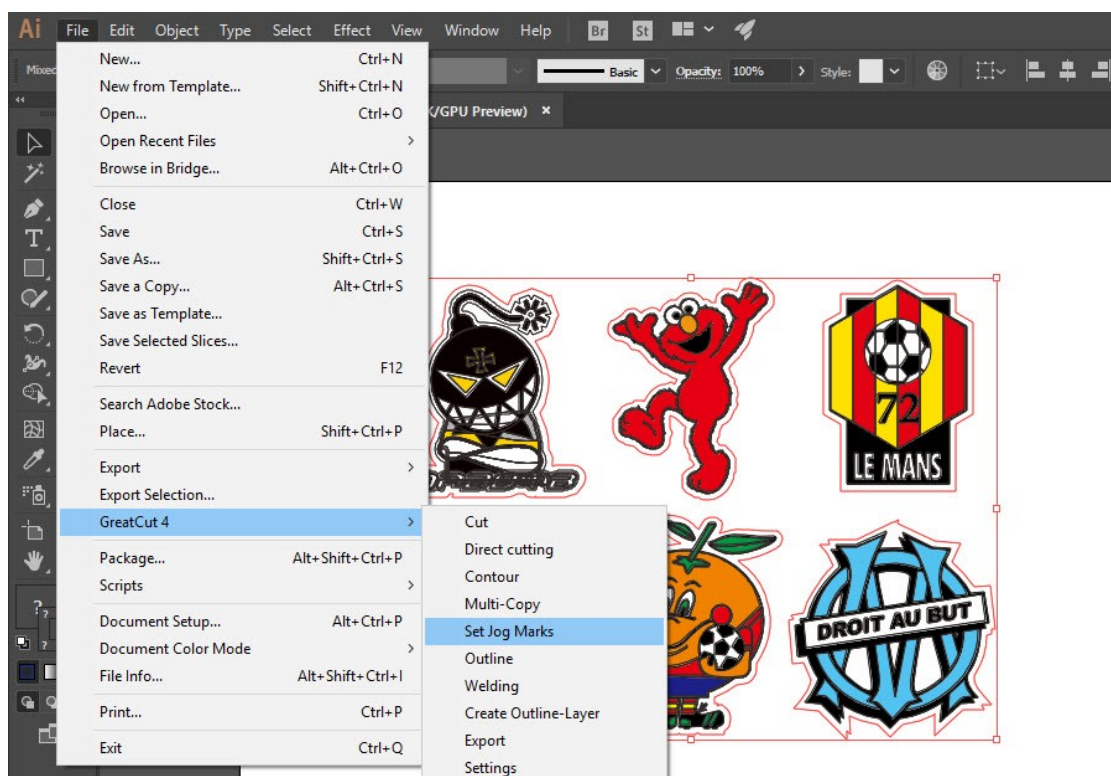 Ai File Edit Object Type Select Effect View Window Help Br St
Mixed Basic Opacity: 100% Style:
K/GPU Preview) ×
New... Ctrl+N
New from Template... Shift+Ctrl+N
Open... Ctrl+O
Open Recent Files
Browse in Bridge... Alt+Ctrl+O
Close Ctrl+W
Save Ctrl+S
Save As... Shift+Ctrl+S
Save a Copy... Alt+Ctrl+S
Save as Template...
Save Selected Slices...
Revert F12
Search Adobe Stock...
Place... Shift+Ctrl+P
Export
Export Selection...
GreatCut 4
Package... Alt+Shift+Ctrl+P
Scripts
Document Setup... Alt+Ctrl+P
Document Color Mode
File Info... Alt+Shift+Ctrl+I
Print... Ctrl+P
Exit Ctrl+Q
Cut
Direct cutting
Contour
Multi-Copy
Set Jog Marks
Outline
Welding
Create Outline-Layer
Export
Settings
72
LE MANS
DROIT AU BUT